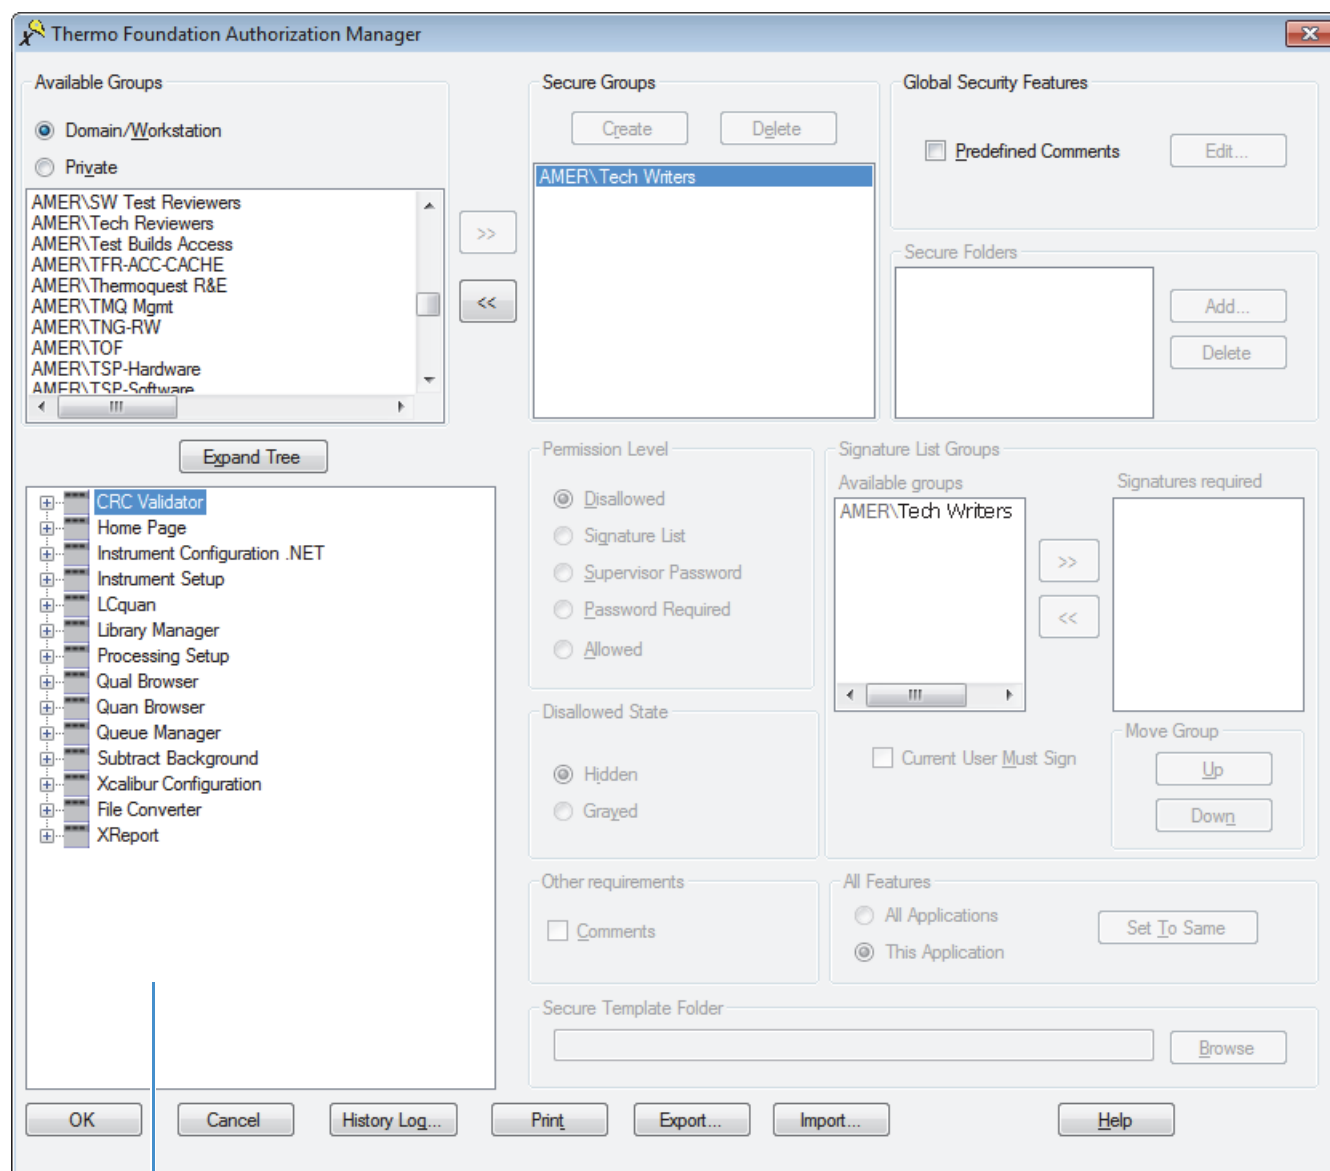 Thermo Foundation Authorization Manager
Available Groups
Domain/Workstation
Private
AMER\SW Test Reviewers
AMER\Tech Reviewers
AMER\Test Builds Access
AMER\TFR-ACC-CACHE
AMER\Thermoquest R&E
AMER\TMQ Mgmt
AMER\TNG-RW
AMER\TOF
AMER\TSP-Hardware
AMER\TSP-Software
>>
<<
Secure Groups
Create
Delete
AMER\Tech Writers
Global Security Features
Predefined Comments
Edit...
Secure Folders
Add...
Delete
Expand Tree
CRC Validator
Home Page
Instrument Configuration .NET
Instrument Setup
LCquan
Library Manager
Processing Setup
Qual Browser
Quan Browser
Queue Manager
Subtract Background
Xcalibur Configuration
File Converter
XReport
Permission Level
Disallowed
Signature List
Supervisor Password
Password Required
Allowed
Disallowed State
Hidden
Grayed
Signature List Groups
Available groups
AMER\Tech Writers
>>
<<
Signatures required
Current User Must Sign
Move Group
Up
Down
Other requirements
Comments
All Features
All Applications
This Application
Set To Same
Secure Template Folder
Browse
OK
Cancel
History Log...
Print
Export...
Import...
Help